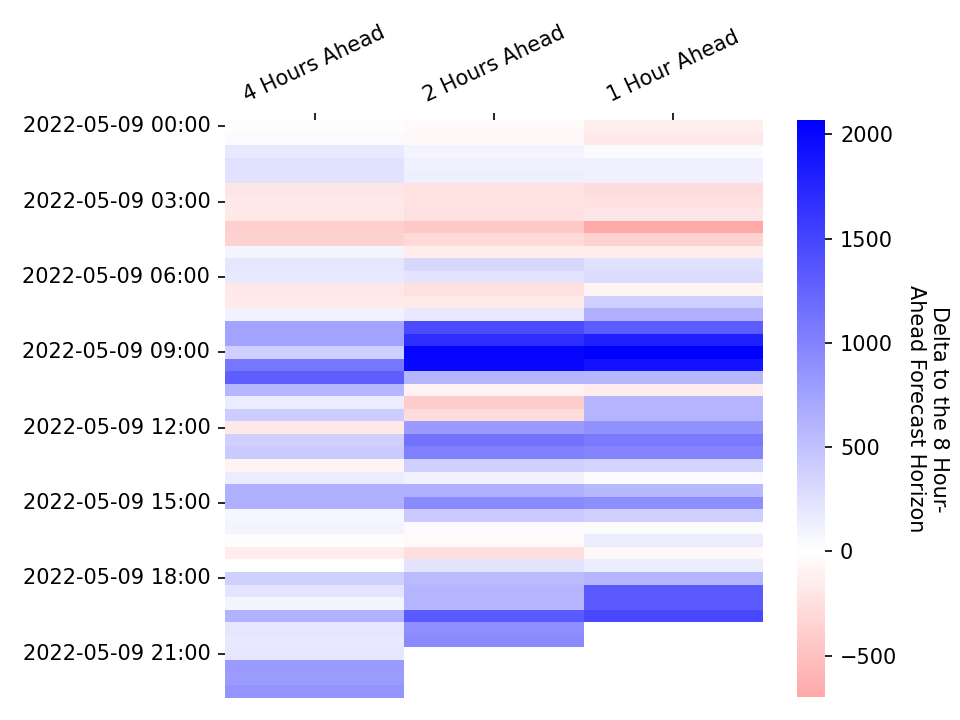 4 Hours Ahead
2 Hours Ahead
1 Hour Ahead
2022-05-09 00:00
2022-05-09 03:00
2022-05-09 06:00
2022-05-09 09:00
2022-05-09 12:00
2022-05-09 15:00
2022-05-09 18:00
2022-05-09 21:00
2000
1500
1000
500
0
−500
Delta to the 8 Hour-
Ahead Forecast Horizon